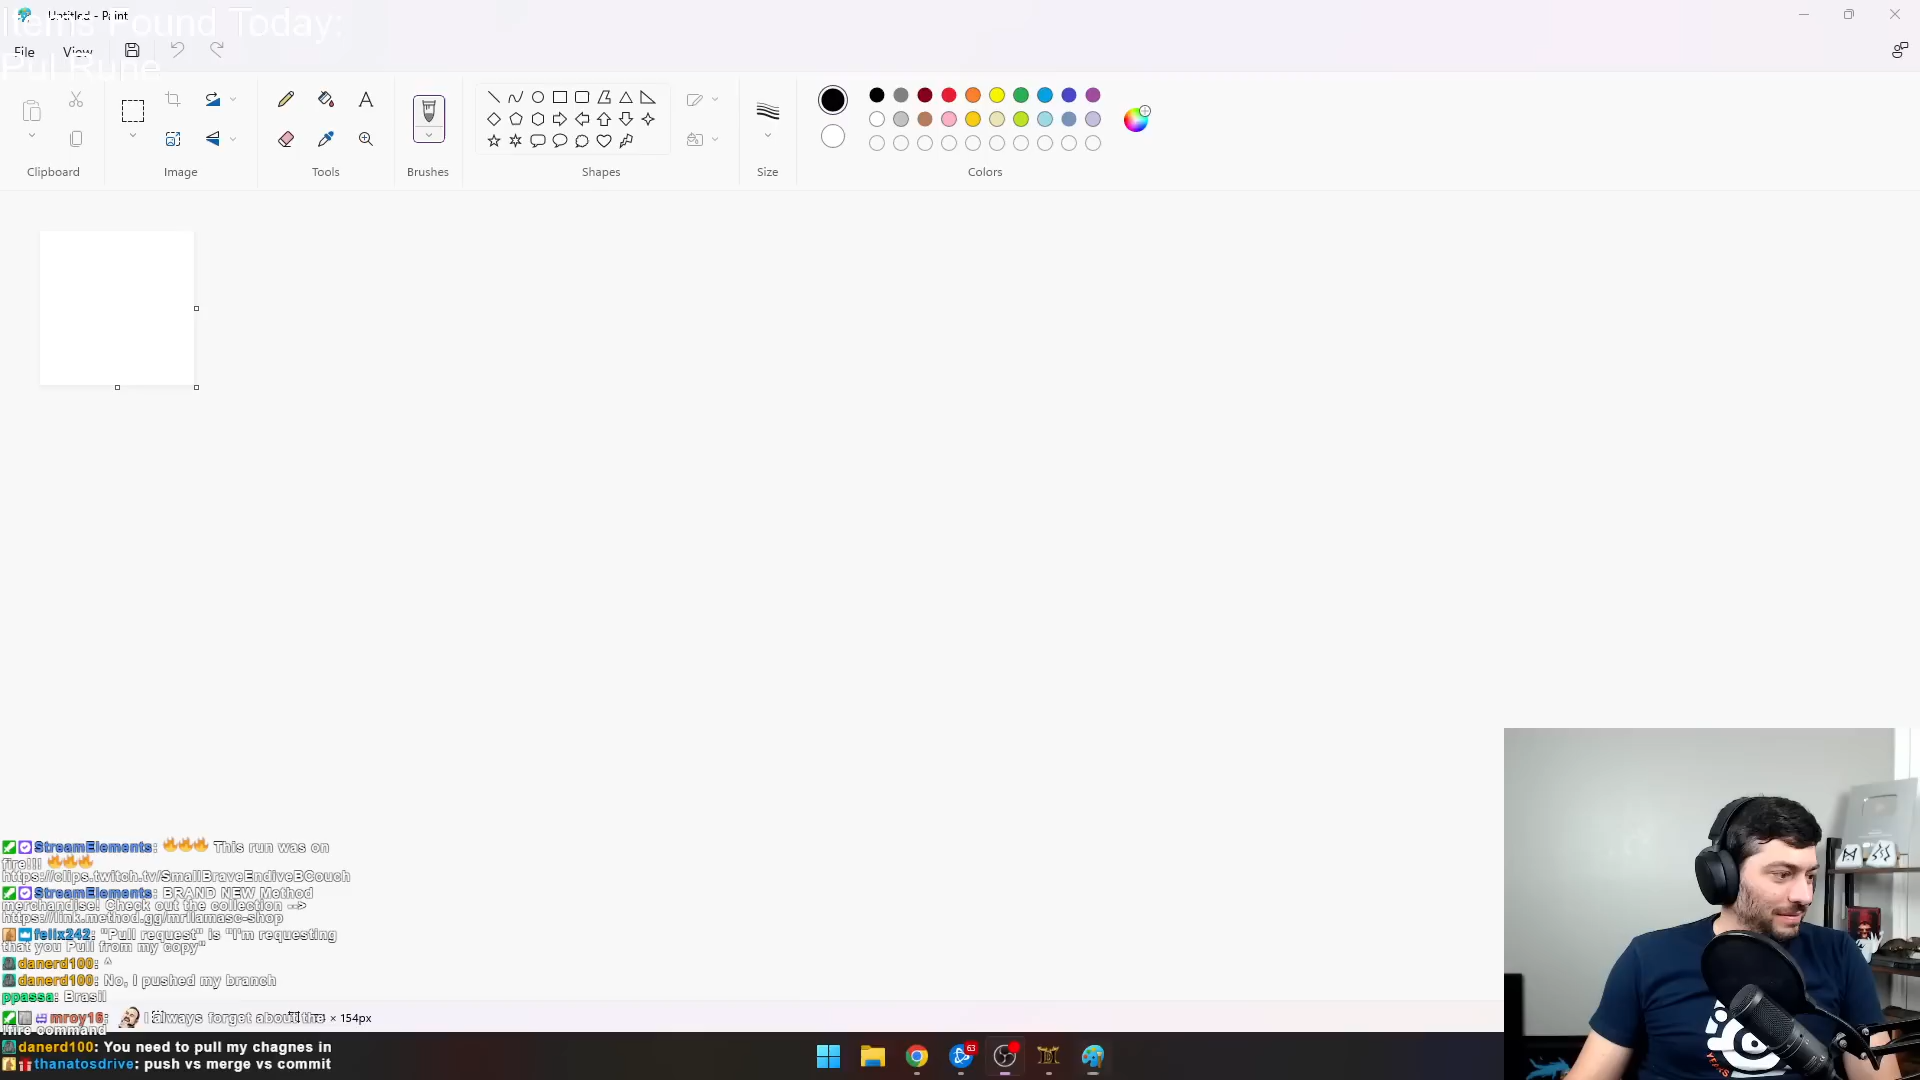 Items Found Today:
Untitled - Paint
File
View
Pul Rune
Clipboard
Image
Tools
Brushes
Shapes
Size
Colors
StreamElements: This run was on
fire!!!
https://clips.twitch.tv/SmallBraveEndiveBCouch
StreamElements: BRAND NEW Method
merchandise! Check out the collection -->
https://link.method.gg/mrllamasc-shop
felix242: "Pull request" is "I'm requesting
that you Pull from my copy"
danerd100: ^
danerd100: No, I pushed my branch
ppassa: Brasil
mroy16: I always forget about the
!fire command
× 154px
danerd100: You need to pull my chagnes in
thanatosdrive: push vs merge vs commit
63
YEARS